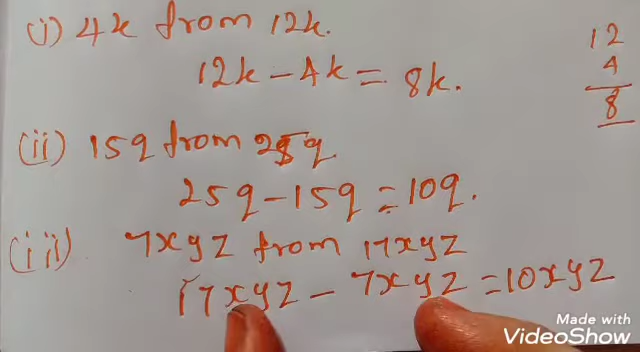 (i) 4k from 12k.
12k - 4k = 8k.
12
4
8
(ii) 15q from 25q
25q - 15q = 10q.
(iii) 7xyz from 17xyz
17xyz - 7xyz = 10xyz
Made with
VideoShow